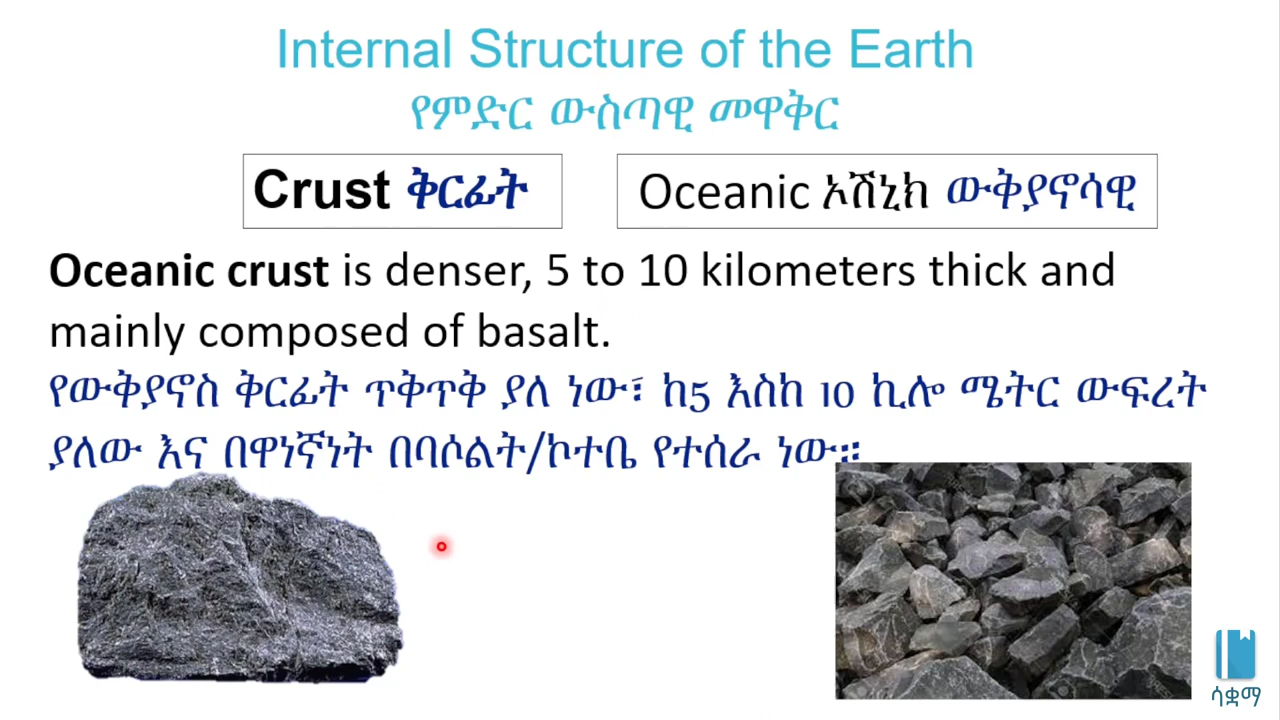 Internal Structure of the Earth
የምድር ውስጣዊ መዋቅር
Crust ቅርፊት
Oceanic ኦሽኒክ ውቅያኖሳዊ
Oceanic crust is denser, 5 to 10 kilometers thick and
mainly composed of basalt.
የውቅያኖስ ቅርፊት ጥቅጥቅ ያለ ነው፣ ከ5 እስከ 10 ኪሎ ሜትር ውፍረት
ያለው እና በዋነኛነት በባሶልት/ኮተቤ የተሰራ ነው።
ሳቋማ